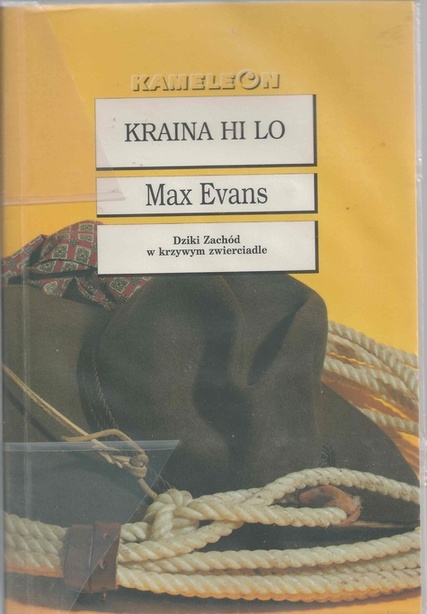 KAMELEON
KRAINA HI LO
Max Evans
Dziki Zachód
w krzywym zwierciadle